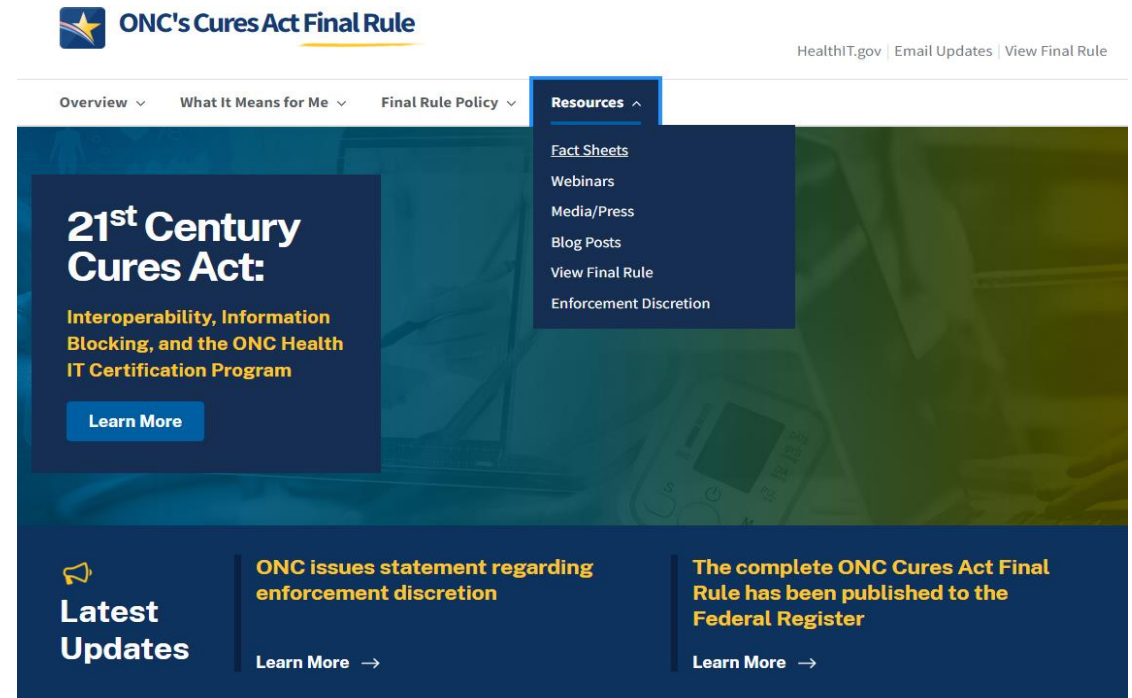 ONC's Cures Act Final Rule
HealthIT.gov | Email Updates | View Final Rule
Overview
What It Means for Me
Final Rule Policy
Resources
Fact Sheets
Webinars
Media/Press
Blog Posts
View Final Rule
Enforcement Discretion
21st Century
Cures Act:
Interoperability, Information
Blocking, and the ONC Health
IT Certification Program
Learn More
Latest
Updates
ONC issues statement regarding
enforcement discretion
Learn More →
The complete ONC Cures Act Final
Rule has been published to the
Federal Register
Learn More →